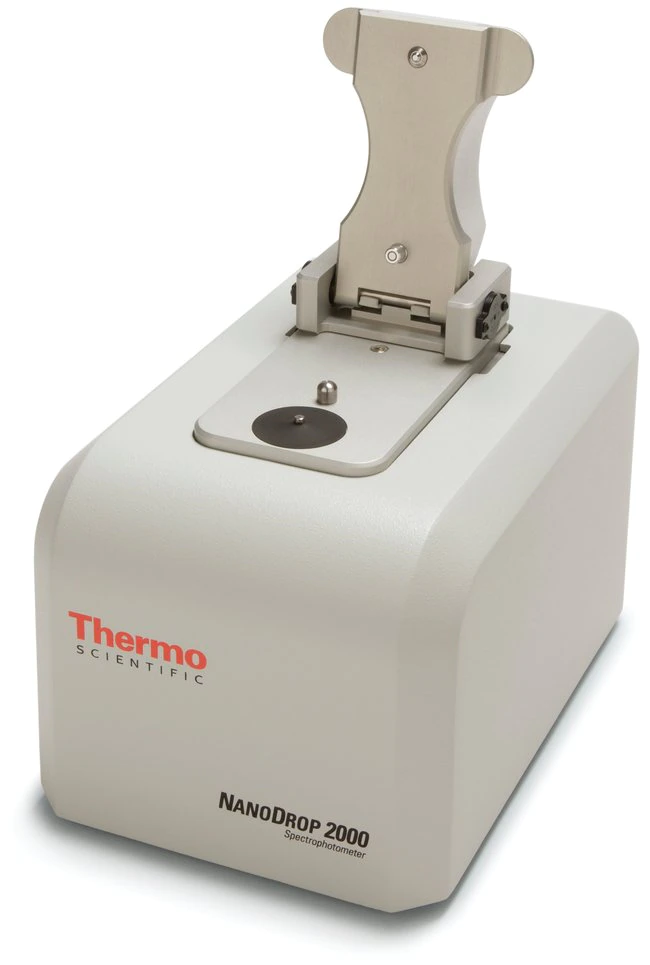 Thermo
SCIENTIFIC
NANODROP 2000
Spectrophotometer